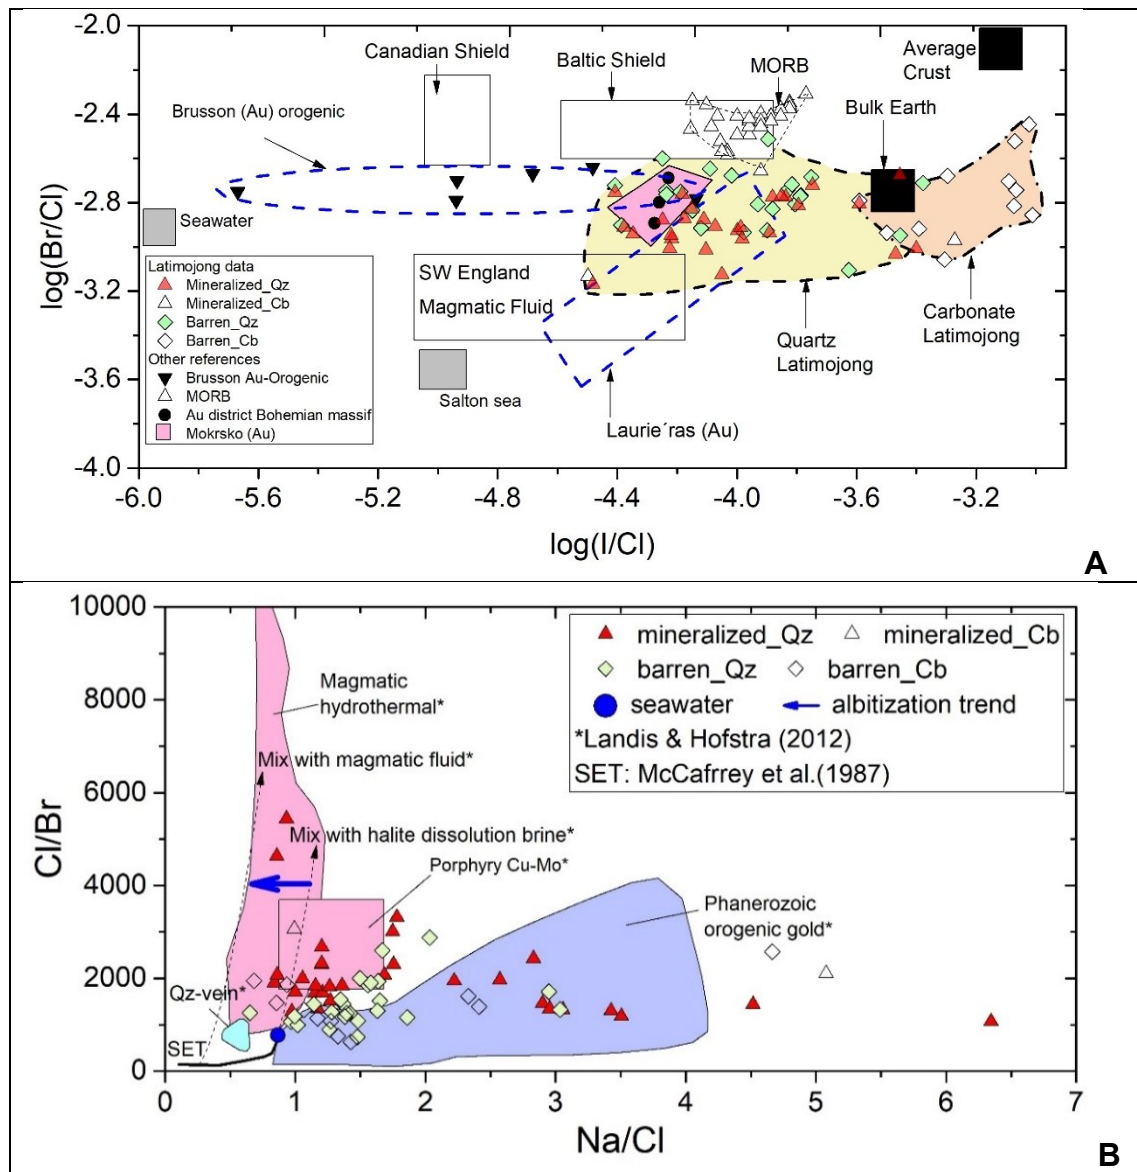 -2.0
-2.4
-2.8
-3.2
-3.6
-4.0
log(Br/Cl)
Canadian Shield
Baltic Shield
MORB
Average
Crust
Bulk Earth
Brusson (Au) orogenic
Seawater
SW England
Magmatic Fluid
Salton sea
Laurie´ras (Au)
Quartz
Latimojong
Carbonate
Latimojong
Latimojong data
Mineralized_Qz
Mineralized_Cb
Barren_Qz
Barren_Cb
Other references
Brusson Au-Orogenic
MORB
Au district Bohemian massif
Mokrsko (Au)
-6.0 -5.6 -5.2 -4.8 -4.4 -4.0 -3.6 -3.2
log(I/Cl)
A
10000
8000
6000
4000
2000
0
Cl/Br
mineralized_Qz mineralized_Cb
barren_Qz barren_Cb
seawater albitization trend
*Landis & Hofstra (2012)
SET: McCafrrey et al.(1987)
Magmatic
hydrothermal*
Mix with magmatic fluid*
Mix with halite dissolution brine*
Porphyry Cu-Mo*
Phanerozoic
orogenic gold*
Qz-vein*
SET
0 1 2 3 4 5 6 7
Na/Cl
B